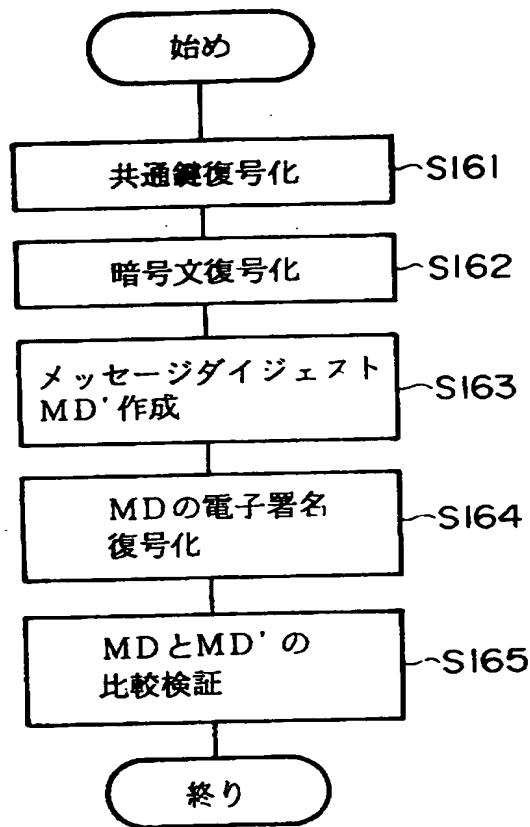 始め
共通鍵復号化
S161
暗号文復号化
S162
メッセージダイジェスト
MD'作成
S163
MDの電子署名
復号化
S164
MDとMD'の
比較検証
S165
終り